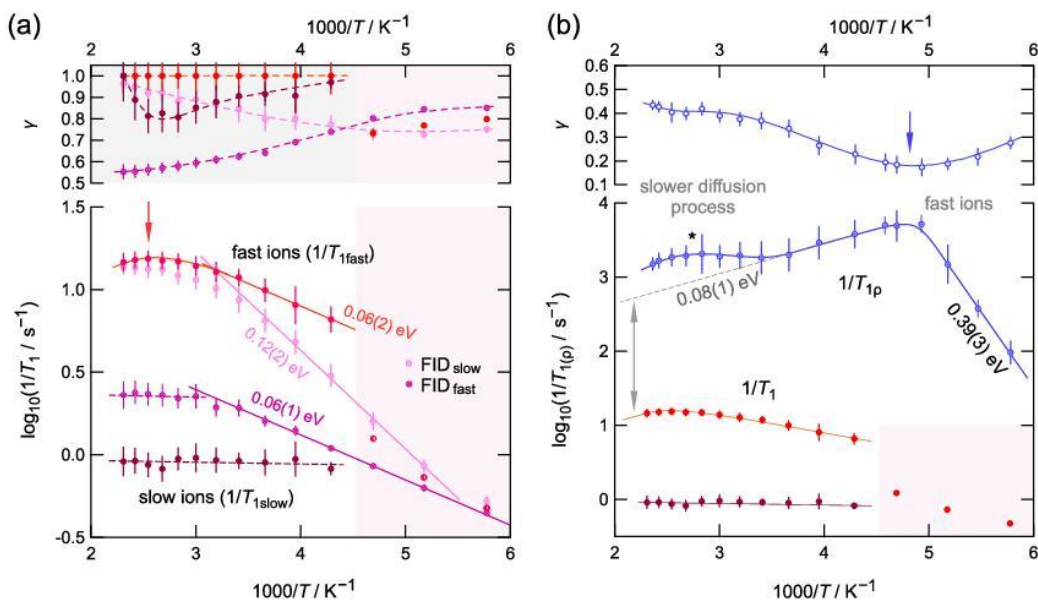 (a)
1000/T / K⁻¹
2 3 4 5 6
γ
1.0
0.9
0.8
0.7
0.6
0.5
log₁₀(1/T₁ / s⁻¹)
1.5
1.0
0.5
0.0
-0.5
fast ions (1/T₁fast)
0.06(2) eV
0.12(2) eV
FID slow
FID fast
0.06(1) eV
slow ions (1/T₁slow)
2 3 4 5 6
1000/T / K⁻¹
(b)
1000/T / K⁻¹
2 3 4 5 6
γ
0.6
0.5
0.4
0.3
0.2
0.1
log₁₀(1/T₁(ρ) / s⁻¹)
4
3
2
1
0
slower diffusion
process
fast ions
*
0.08(1) eV
1/T₁ρ
0.39(3) eV
1/T₁
2 3 4 5 6
1000/T / K⁻¹